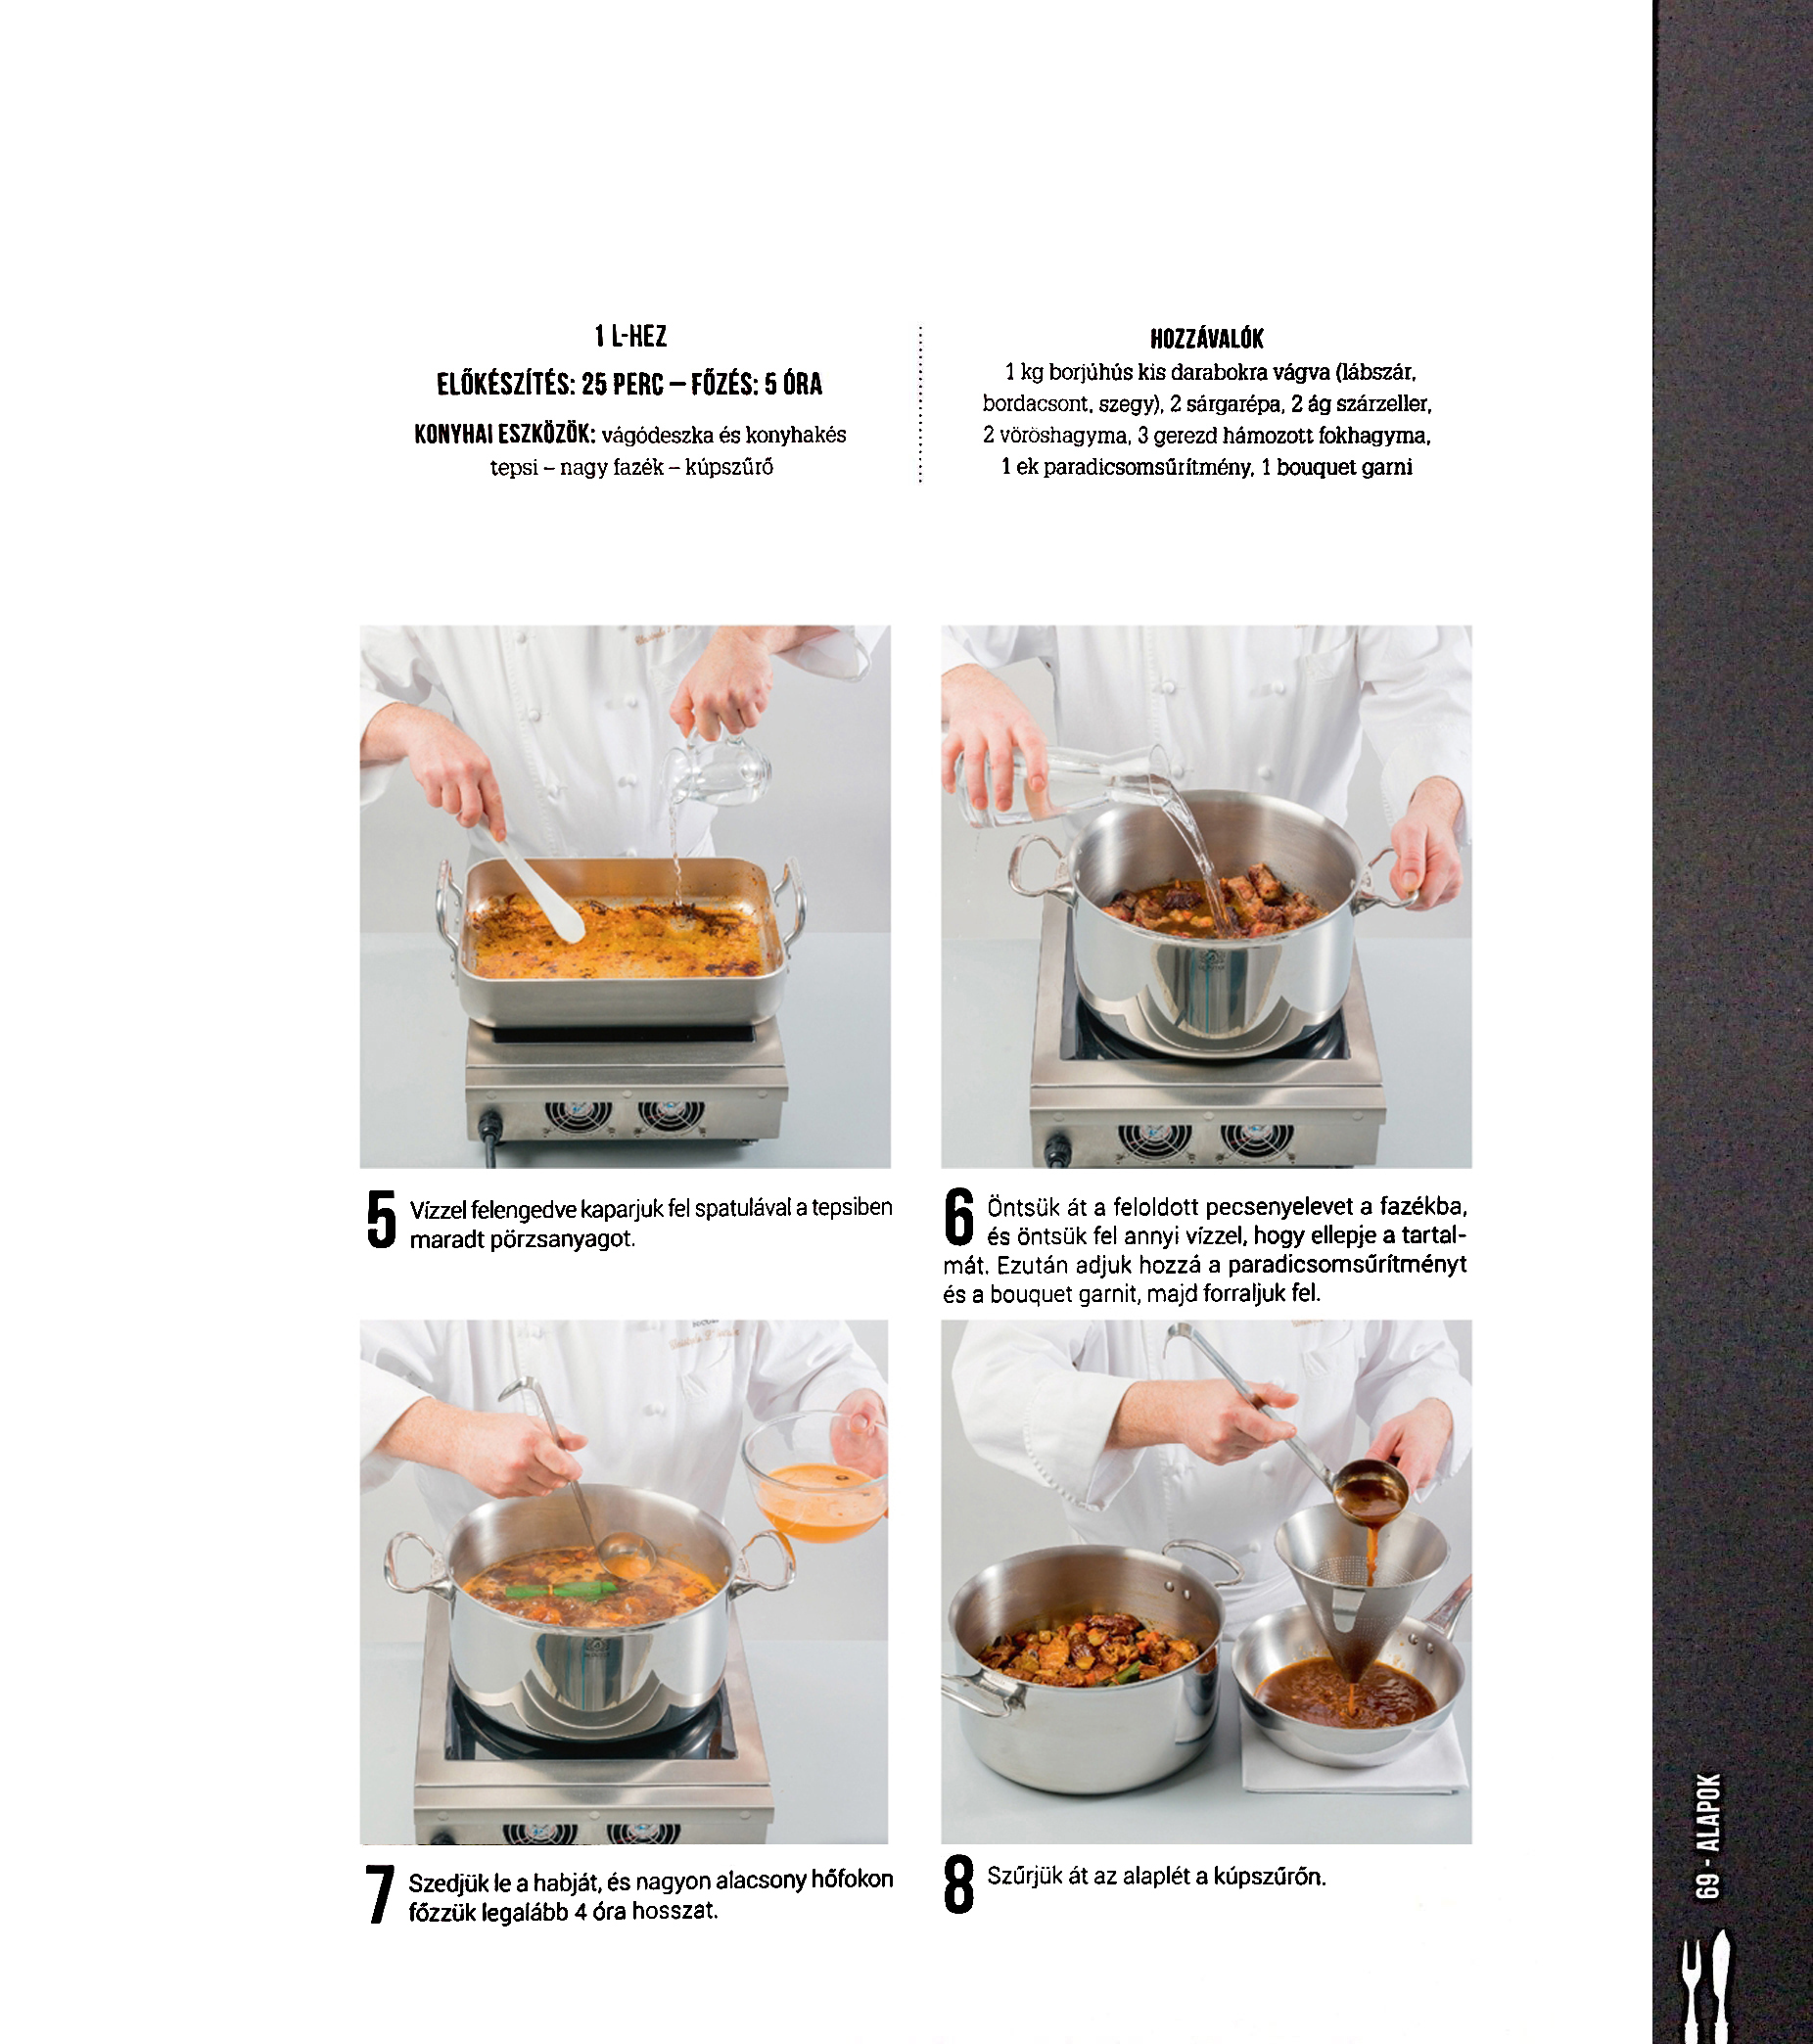 1 L-HEZ
ELŐKÉSZÍTÉS: 25 PERC – FŐZÉS: 5 ÓRA
KONYHAI ESZKÖZÖK: vágódeszka és konyhakés
tepsi – nagy fazék – kúpszűrő
HOZZÁVALÓK
1 kg borjúhús kis darabokra vágva (lábszár,
bordacsont, szegy), 2 sárgarépa, 2 ág szárzeller,
2 vöröshagyma, 3 gerezd hámozott fokhagyma,
1 ek paradicsomsűrítmény, 1 bouquet garni
5 Vízzel felengedve kaparjuk fel spatulával a tepsiben
maradt pörzsanyagot.
6 Öntsük át a feloldott pecsenyelevet a fazékba,
és öntsük fel annyi vízzel, hogy ellepje a tartal-
mát. Ezután adjuk hozzá a paradicsomsűrítményt
és a bouquet garnit, majd forraljuk fel.
7 Szedjük le a habját, és nagyon alacsony hőfokon
főzzük legalább 4 óra hosszat.
8 Szűrjük át az alaplét a kúpszűrőn.
69 - ALAPOK